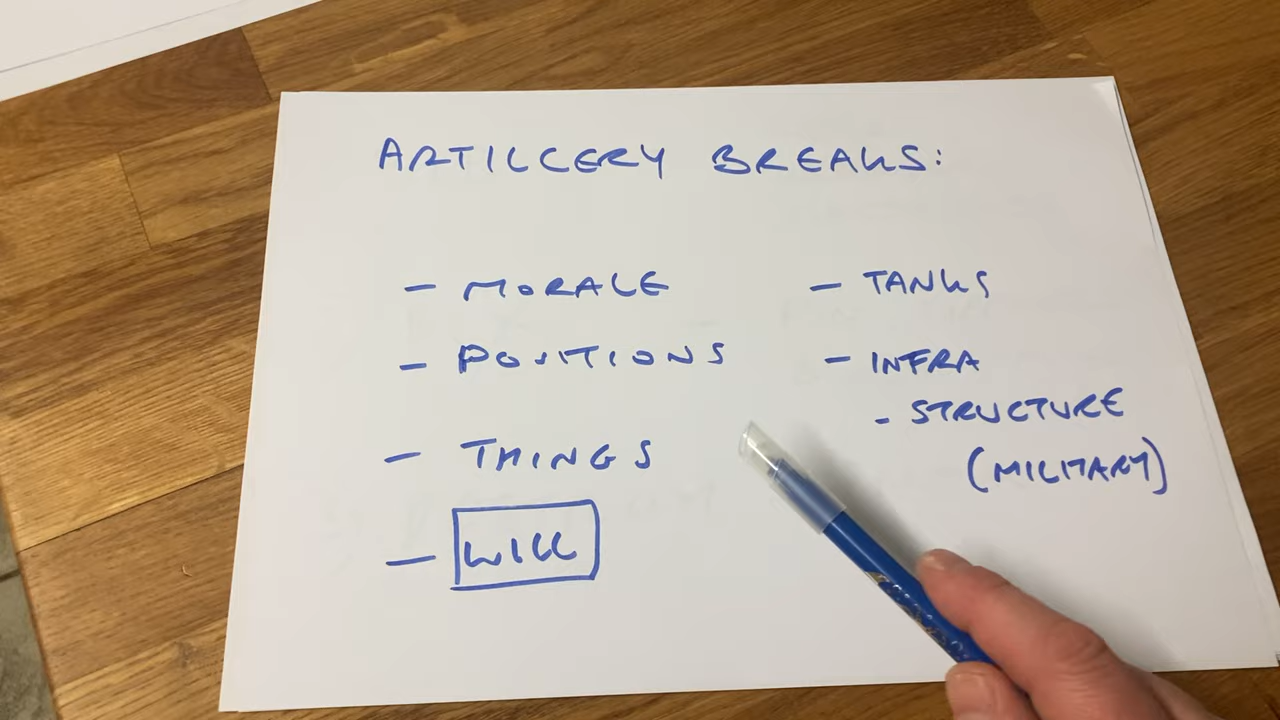 ARTILLERY BREAKS:
- MORALE
- POSITIONS
- THINGS
- WILL
- TANKS
- INFRA
- STRUCTURE
(MILITARY)